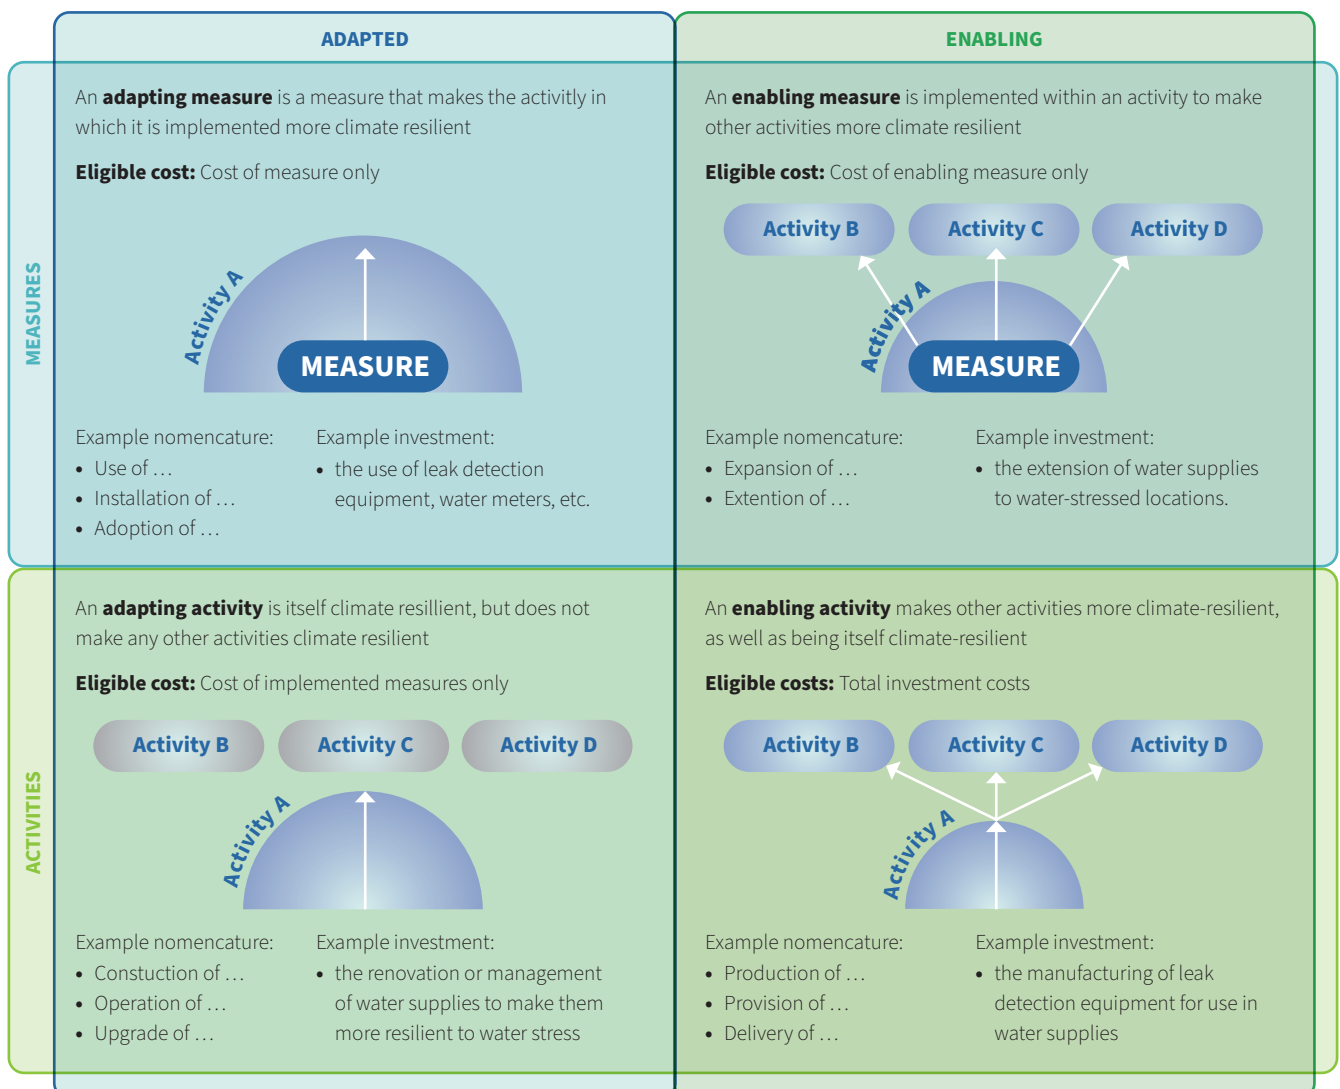 ADAPTED
ENABLING
MEASURES
An adapting measure is a measure that makes the activitly in
which it is implemented more climate resilient
Eligible cost: Cost of measure only
Activity A
MEASURE
Example nomencature:
• Use of …
• Installation of …
• Adoption of …
Example investment:
• the use of leak detection
equipment, water meters, etc.
An enabling measure is implemented within an activity to make
other activities more climate resilient
Eligible cost: Cost of enabling measure only
Activity B
Activity C
Activity D
Activity A
MEASURE
Example nomencature:
• Expansion of …
• Extention of …
Example investment:
• the extension of water supplies
to water-stressed locations.
ACTIVITIES
An adapting activity is itself climate resillient, but does not
make any other activities climate resilient
Eligible cost: Cost of implemented measures only
Activity B
Activity C
Activity D
Activity A
Example nomencature:
• Constuction of …
• Operation of …
• Upgrade of …
Example investment:
• the renovation or management
of water supplies to make them
more resilient to water stress
An enabling activity makes other activities more climate-resilient,
as well as being itself climate-resilient
Eligible costs: Total investment costs
Activity B
Activity C
Activity D
Activity A
Example nomencature:
• Production of …
• Provision of …
• Delivery of …
Example investment:
• the manufacturing of leak
detection equipment for use in
water supplies